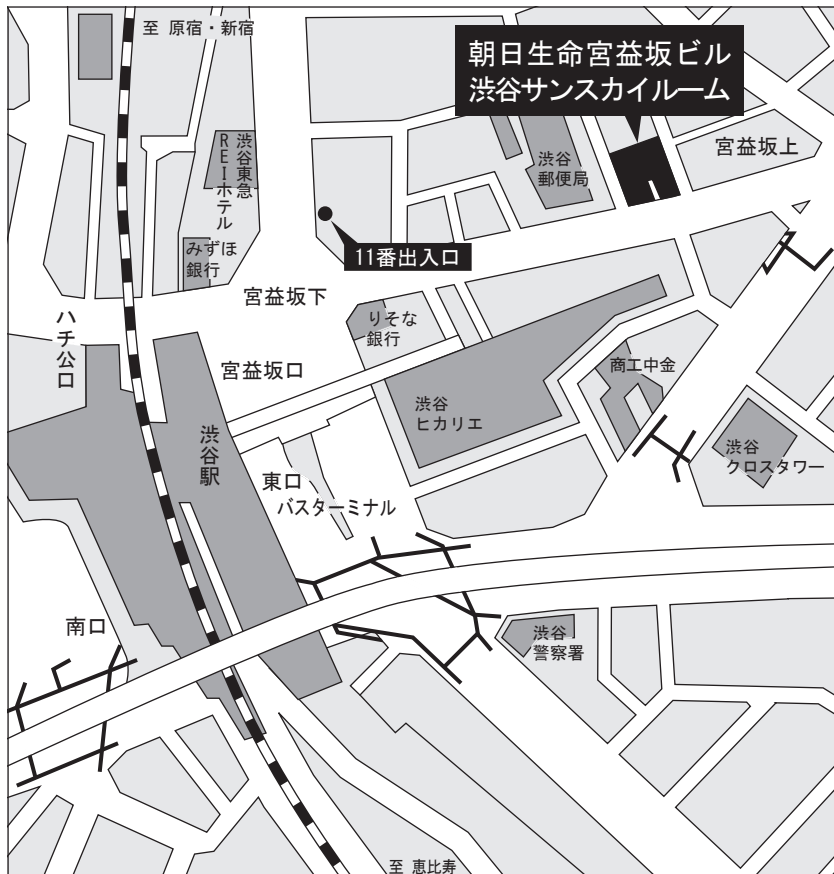 至 原宿・新宿
朝日生命宮益坂ビル
渋谷サンスカイルーム
宮益坂上
渋谷
郵便局
渋谷東急
REIホテル
みずほ
銀行
11番出入口
宮益坂下
ハチ公口
りそな
銀行
宮益坂口
商工中金
渋谷
ヒカリエ
渋谷駅
渋谷
クロスタワー
東口
バスターミナル
南口
渋谷
警察署
至 恵比寿